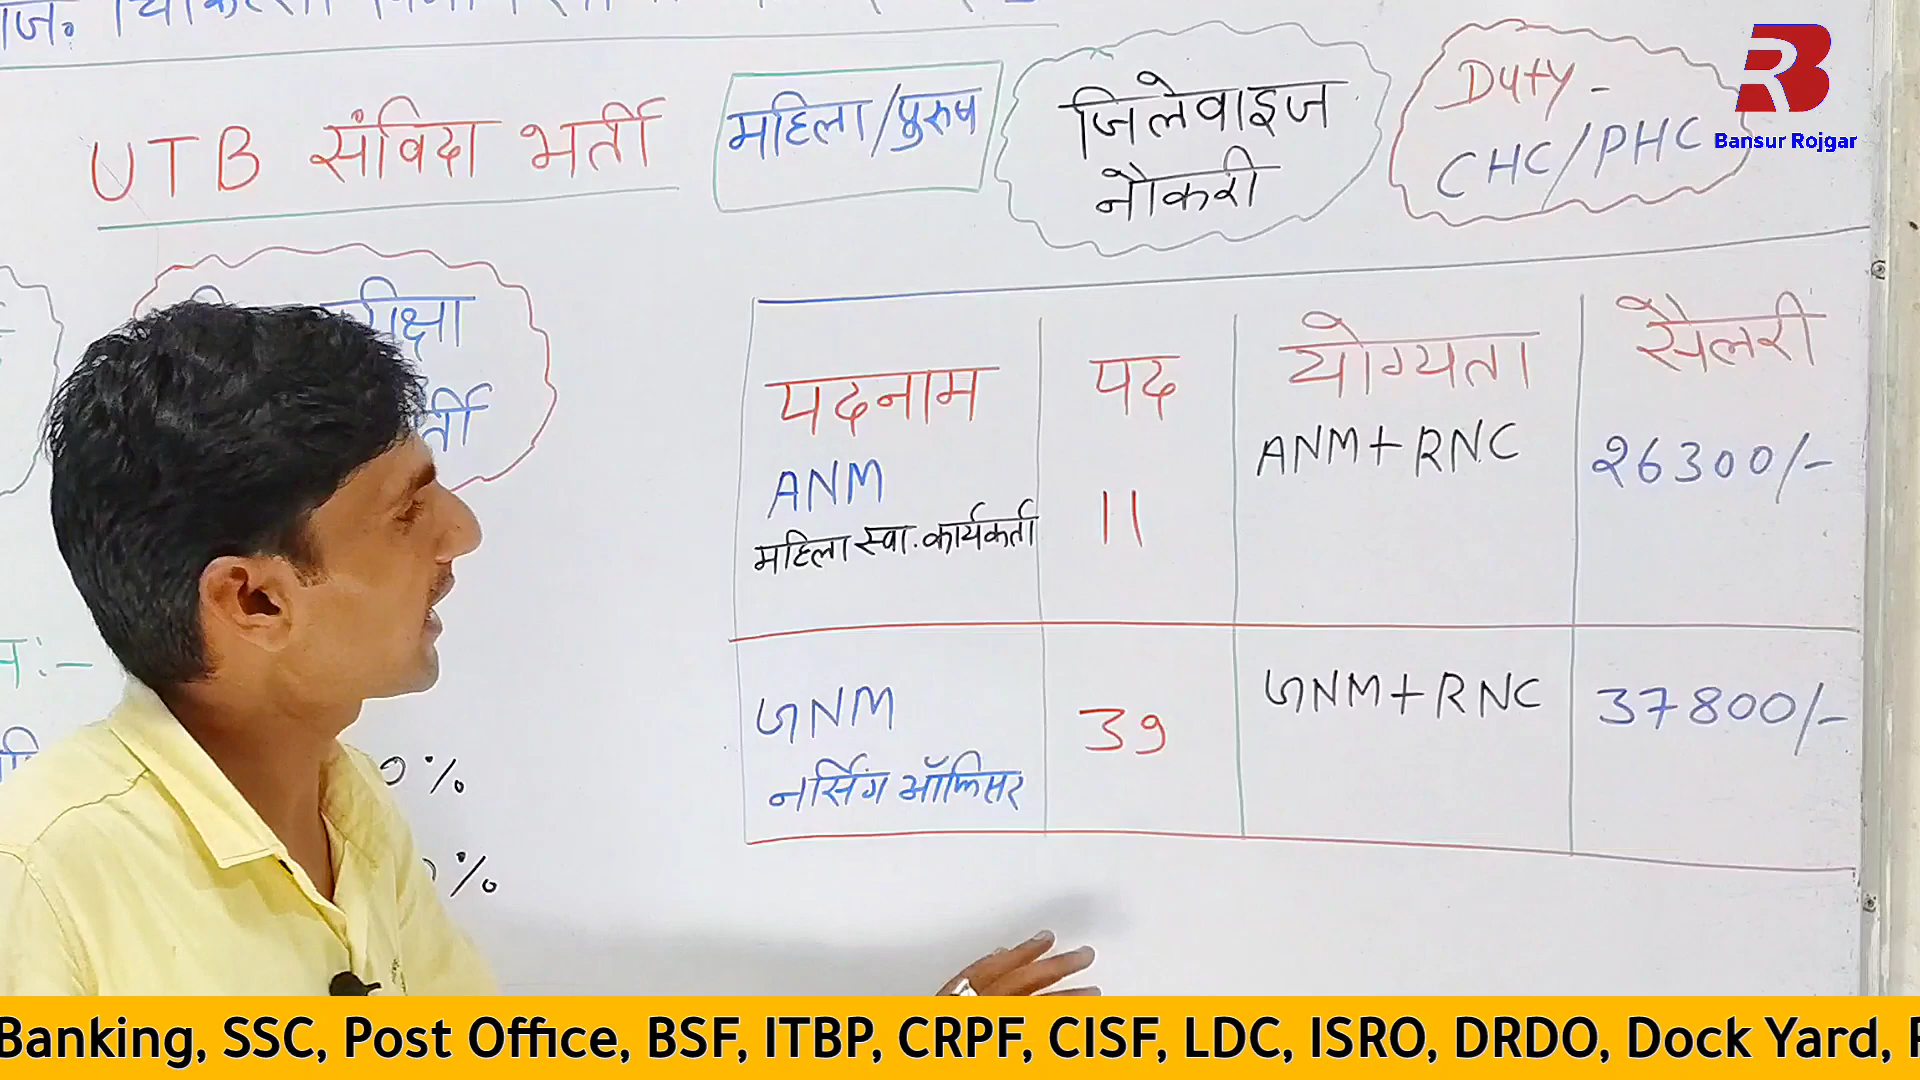 राज. चिकित्सा
UTB संविदा भर्ती
महिला/पुरुष
जिलेवाइज
नौकरी
Duty -
CHC/PHC
Bansur Rojgar
पदनाम पद योग्यता सैलरी
ANM 11 ANM+RNC 26300/-
महिला स्वा. कार्यकर्ता
GNM 39 GNM+RNC 37800/-
नर्सिंग ऑफिसर
0%
%
Banking, SSC, Post Office, BSF, ITBP, CRPF, CISF, LDC, ISRO, DRDO, Dock Yard,